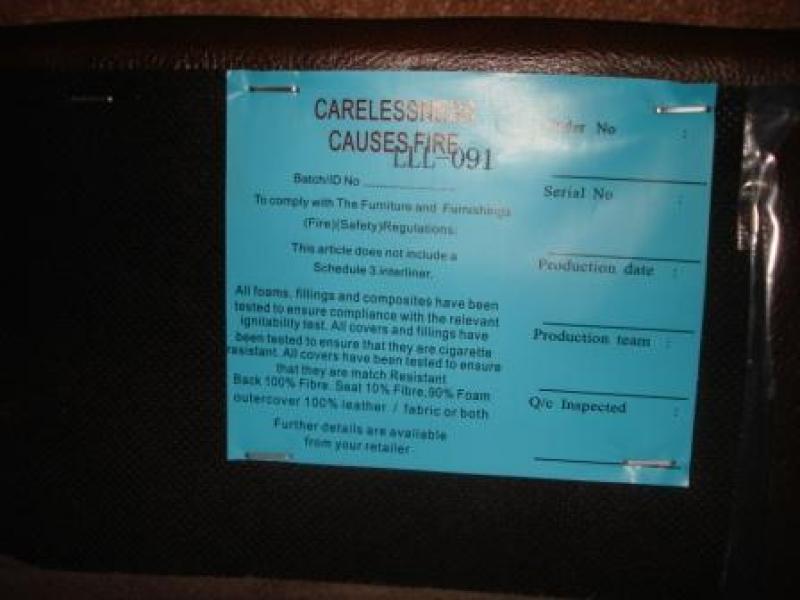 CARELESSNESS
CAUSES FIRE
LLL-091
Batch/ID No
To comply with The Furniture and Furnishings
(Fire)(Safety)Regulations:
This article does not include a
Schedule 3 interliner.
All foams, fillings and composites have been
tested to ensure compliance with the relevant
ignitability test. All covers and fillings have
been tested to ensure that they are cigarette
resistant. All covers have been tested to ensure
that they are match Resistant
Back 100% Fibre. Seat 10% Fibre,90% Foam
outercover 100% leather / fabric or both
Further details are available
from your retailer
Order No :
Serial No :
Production date :
Production team :
Q/c Inspected :